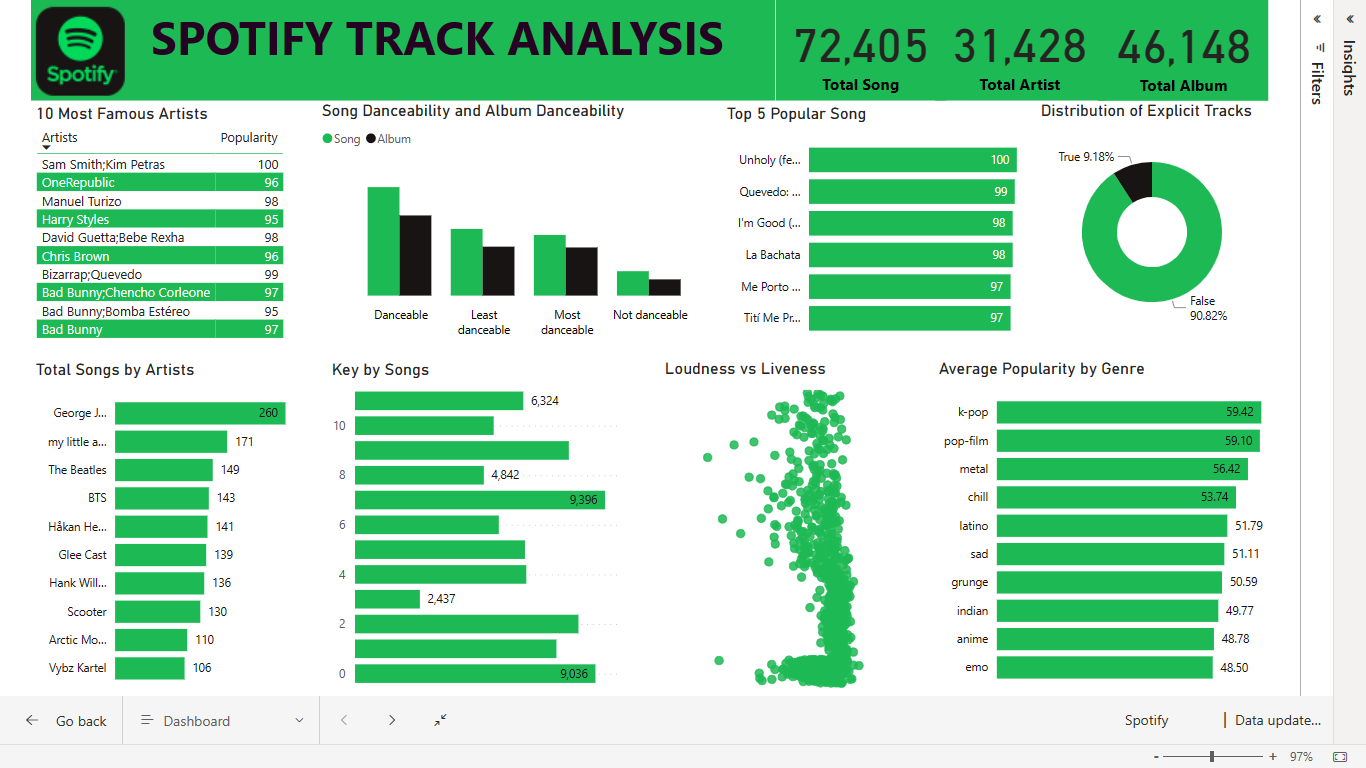 Spotify
SPOTIFY TRACK ANALYSIS
72,405
Total Song
31,428
Total Artist
46,148
Total Album
Filters
Insights
10 Most Famous Artists
Artists Popularity
Sam Smith;Kim Petras 100
OneRepublic 96
Manuel Turizo 98
Harry Styles 95
David Guetta;Bebe Rexha 98
Chris Brown 96
Bizarrap;Quevedo 99
Bad Bunny;Chencho Corleone 97
Bad Bunny;Bomba Estéreo 95
Bad Bunny 97
Song Danceability and Album Danceability
Song Album
Danceable
Least
danceable
Most
danceable
Not danceable
Top 5 Popular Song
Unholy (fe... 100
Quevedo: ... 99
I'm Good (... 98
La Bachata 98
Me Porto ... 97
Tití Me Pr... 97
Distribution of Explicit Tracks
True 9.18%
False
90.82%
Total Songs by Artists
George J... 260
my little a... 171
The Beatles 149
BTS 143
Håkan He... 141
Glee Cast 139
Hank Will... 136
Scooter 130
Arctic Mo... 110
Vybz Kartel 106
Key by Songs
6,324
10
8 4,842
9,396
6
4
2,437
2
0 9,036
Loudness vs Liveness
Average Popularity by Genre
k-pop 59.42
pop-film 59.10
metal 56.42
chill 53.74
latino 51.79
sad 51.11
grunge 50.59
indian 49.77
anime 48.78
emo 48.50
Go back
Dashboard
Spotify
Data update...
- + 97%